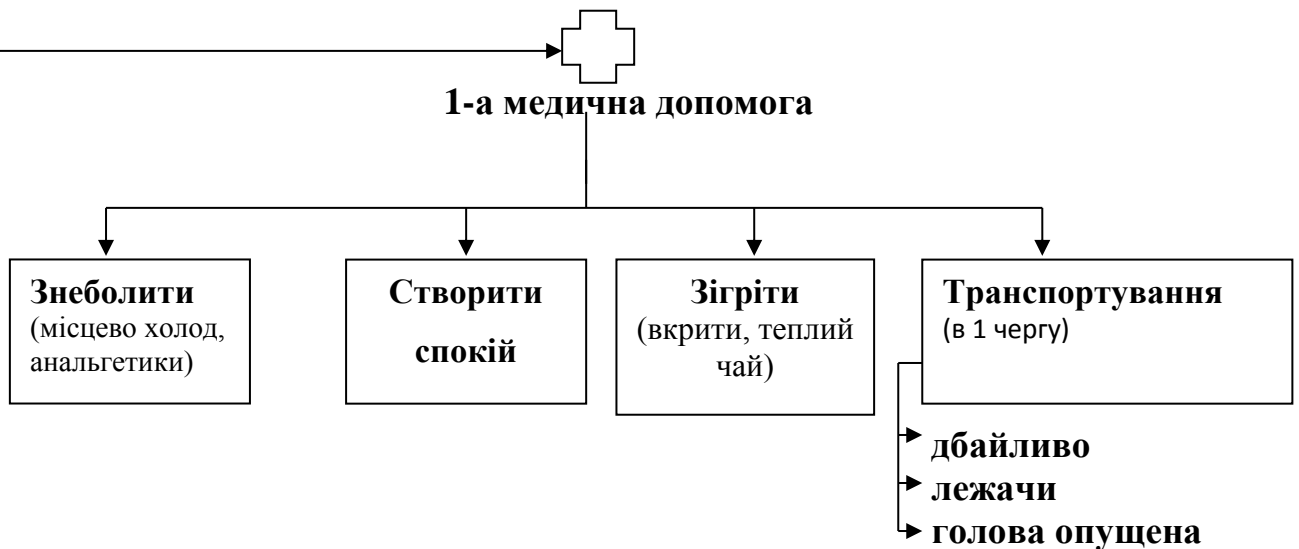 1-а медична допомога
Знеболити
(місцево холод,
анальгетики)
Створити
спокій
Зігріти
(вкрити, теплий
чай)
Транспортування
(в 1 чергу)
дбайливо
лежачи
голова опущена